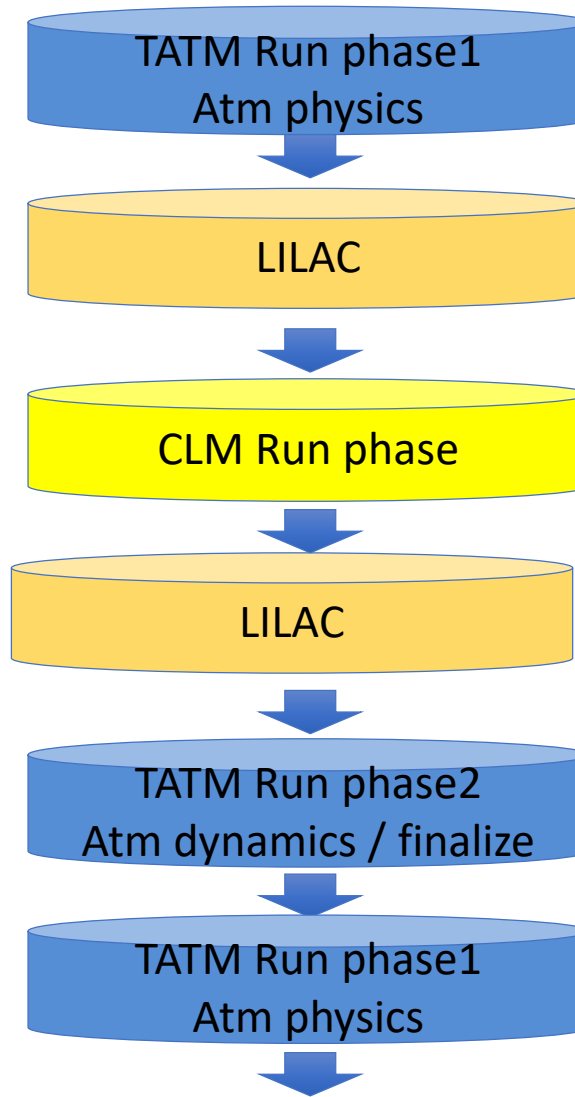 TATM Run phase1
Atm physics
LILAC
CLM Run phase
LILAC
TATM Run phase2
Atm dynamics / finalize
TATM Run phase1
Atm physics